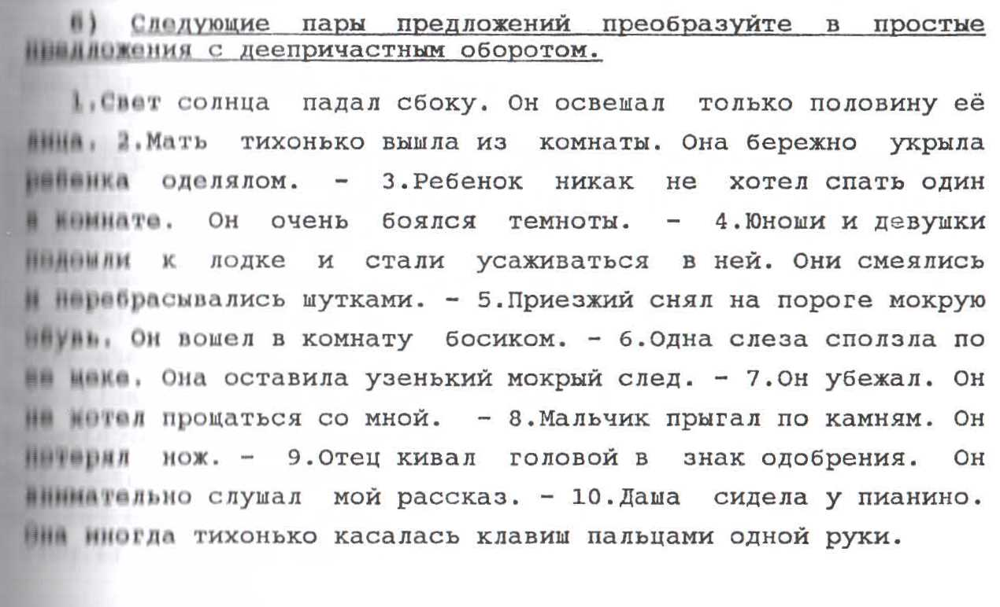 Следующие пары предложений преобразуйте в простые
предложения с деепричастным оборотом.
1.Свет солнца падал сбоку. Он освешал только половину её
лица. 2.Мать тихонько вышла из комнаты. Она бережно укрыла
ребенка оделялом. - 3.Ребенок никак не хотел спать один
в комнате. Он очень боялся темноты. - 4.Юноши и девушки
подошли к лодке и стали усаживаться в ней. Они смеялись
и перебрасывались шутками. - 5.Приезжий снял на пороге мокрую
обувь. Он вошел в комнату босиком. - 6.Одна слеза сползла по
ее щеке. Она оставила узенький мокрый след. - 7.Он убежал. Он
не хотел прощаться со мной. - 8.Мальчик прыгал по камням. Он
потерял нож. - 9.Отец кивал головой в знак одобрения. Он
внимательно слушал мой рассказ. - 10.Даша сидела у пианино.
Она иногда тихонько касалась клавиш пальцами одной руки.